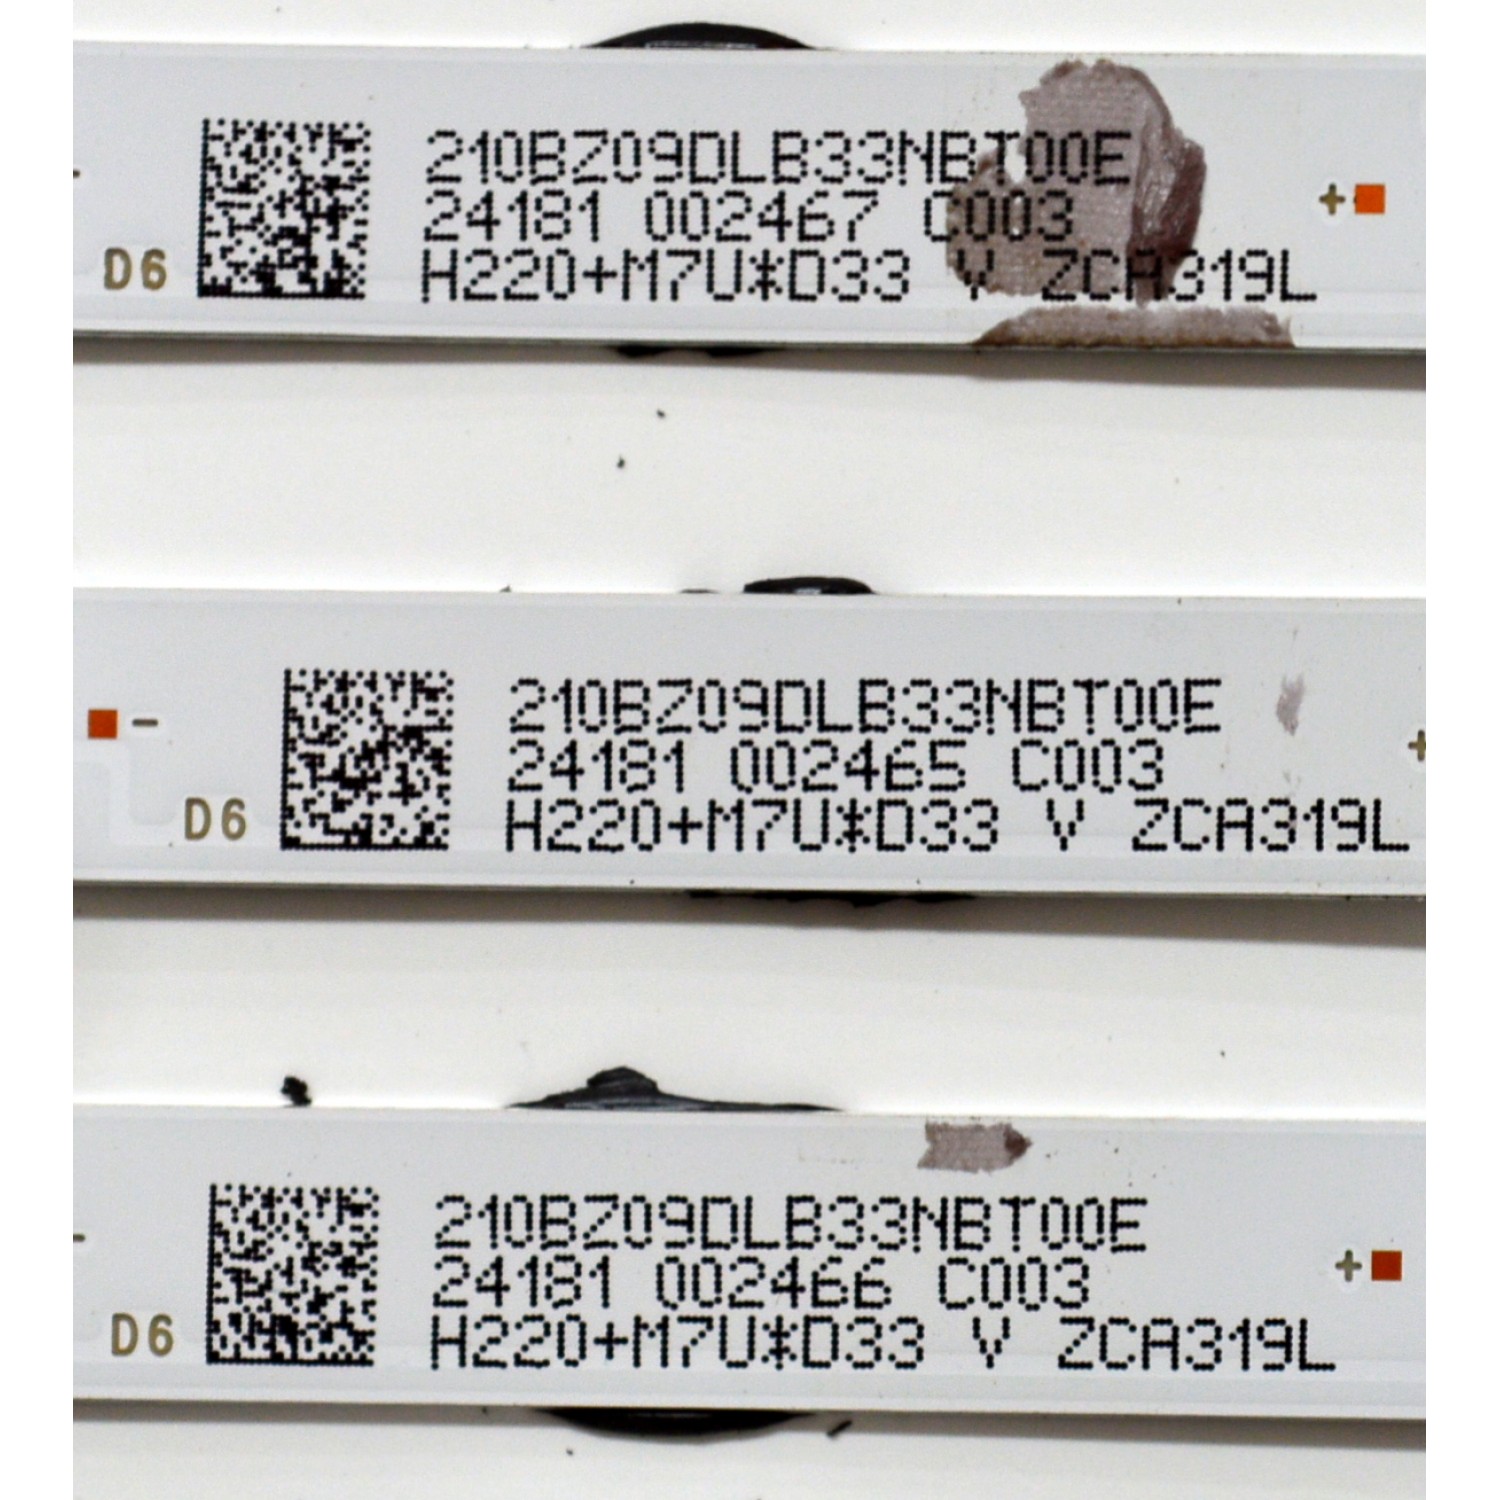 210BZ09DLB33NBT00E
24181 002467 C003
D6 H220+M7U*D33 V ZCA319L +
210BZ09DLB33NBT00E
24181 002465 C003
D6 H220+M7U*D33 V ZCA319L
210BZ09DLB33NBT00E
24181 002466 C003
D6 H220+M7U*D33 V ZCA319L +